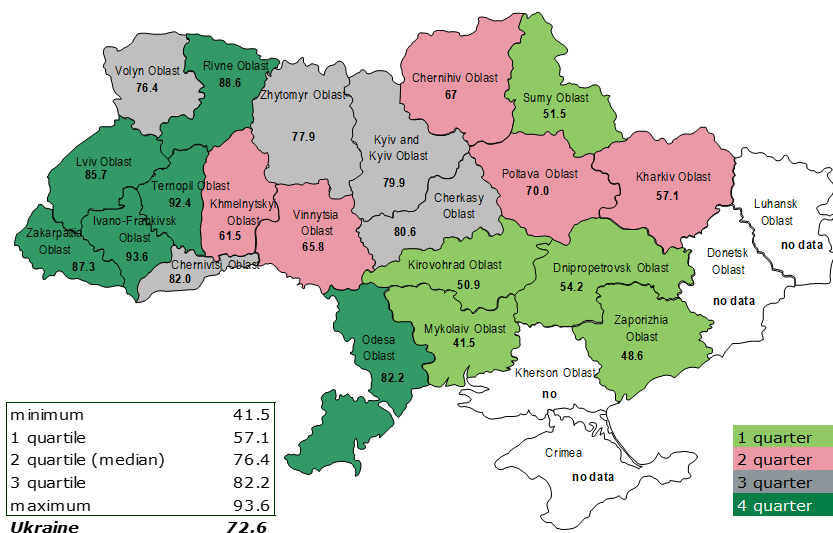 Volyn Oblast
76.4
Rivne Oblast
88.6
Zhytomyr Oblast
77.9
Chernihiv Oblast
67
Sumy Oblast
51.5
Kyiv and
Kyiv Oblast
79.9
Lviv Oblast
85.7
Ternopil Oblast
92.4
Khmelnytskyi
Oblast
61.5
Vinnytsia
Oblast
65.8
Cherkasy
Oblast
80.6
Poltava Oblast
70.0
Kharkiv Oblast
57.1
Luhansk
Oblast
no data
Donetsk
Oblast
no data
Zakarpattia
Oblast
87.3
Ivano-Frankivsk
Oblast
93.6
Chernivtsi Oblast
82.0
Kirovohrad Oblast
50.9
Dnipropetrovsk Oblast
54.2
Zaporizhia
Oblast
48.6
Odesa
Oblast
82.2
Mykolaiv Oblast
41.5
Kherson Oblast
no
Crimea
no data
minimum 41.5
1 quartile 57.1
2 quartile (median) 76.4
3 quartile 82.2
maximum 93.6
Ukraine 72.6
1 quarter
2 quarter
3 quarter
4 quarter